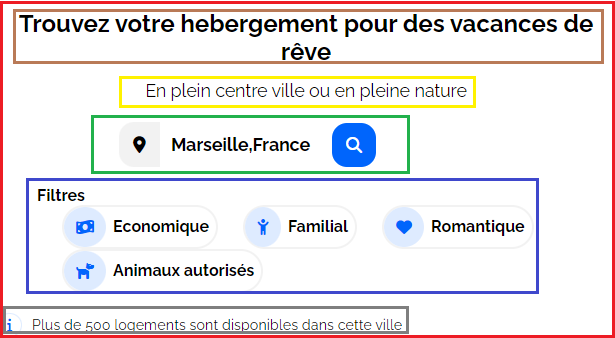 Trouvez votre hebergement pour des vacances de
rêve
En plein centre ville ou en pleine nature
Marseille,France
Filtres
Economique Familial Romantique
Animaux autorisés
i Plus de 500 logements sont disponibles dans cette ville